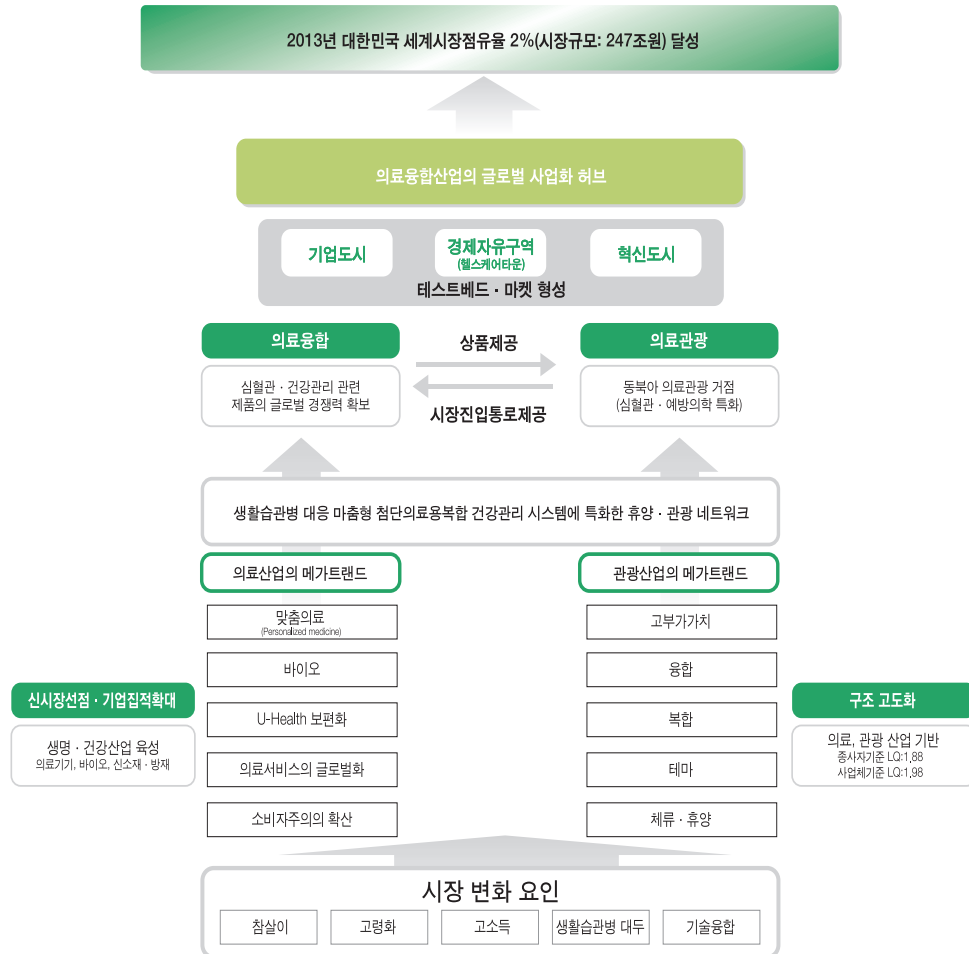 2013년 대한민국 세계시장점유율 2%(시장규모: 247조원) 달성
의료융합산업의 글로벌 사업화 허브
기업도시
경제자유구역
(헬스케어타운)
혁신도시
테스트베드 · 마켓 형성
의료융합
상품제공
의료관광
심혈관 · 건강관리 관련
제품의 글로벌 경쟁력 확보
시장진입통로제공
동북아 의료관광 거점
(심혈관 · 예방의학 특화)
생활습관병 대응 마춤형 첨단의료용복합 건강관리 시스템에 특화한 휴양 · 관광 네트워크
의료산업의 메가트랜드
관광산업의 메가트랜드
맞춤의료
(Personalized medicine)
고부가가치
바이오
융합
신시장선점 · 기업집적확대
생명 · 건강산업 육성
의료기기, 바이오, 신소재 · 방재
U-Health 보편화
복합
구조 고도화
의료, 관광 산업 기반
종사자기준 LQ:1.88
사업체기준 LQ:1.98
의료서비스의 글로벌화
테마
소비자주의의 확산
체류 · 휴양
시장 변화 요인
참살이
고령화
고소득
생활습관병 대두
기술융합